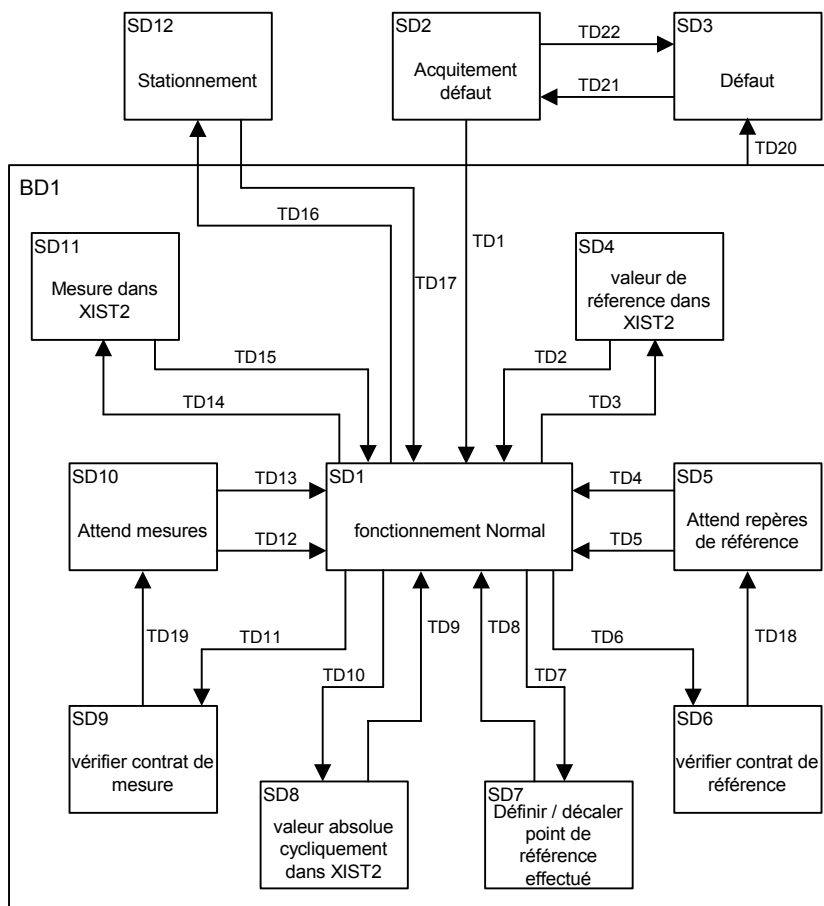 SD12
Stationnement
SD2
Acquitement
défaut
TD22
TD21
SD3
Défaut
TD20
BD1
TD16
TD17
TD1
SD11
Mesure dans
XIST2
SD4
valeur de
réference dans
XIST2
TD15
TD14
TD2
TD3
SD10
Attend mesures
TD13
TD12
SD1
fonctionnement Normal
TD4
TD5
SD5
Attend repères
de référence
TD19
TD11
TD10
TD9
TD8
TD7
TD6
TD18
SD9
vérifier contrat de
mesure
SD8
valeur absolue
cycliquement
dans XIST2
SD7
Définir / décaler
point de
référence
effectué
SD6
vérifier contrat de
référence